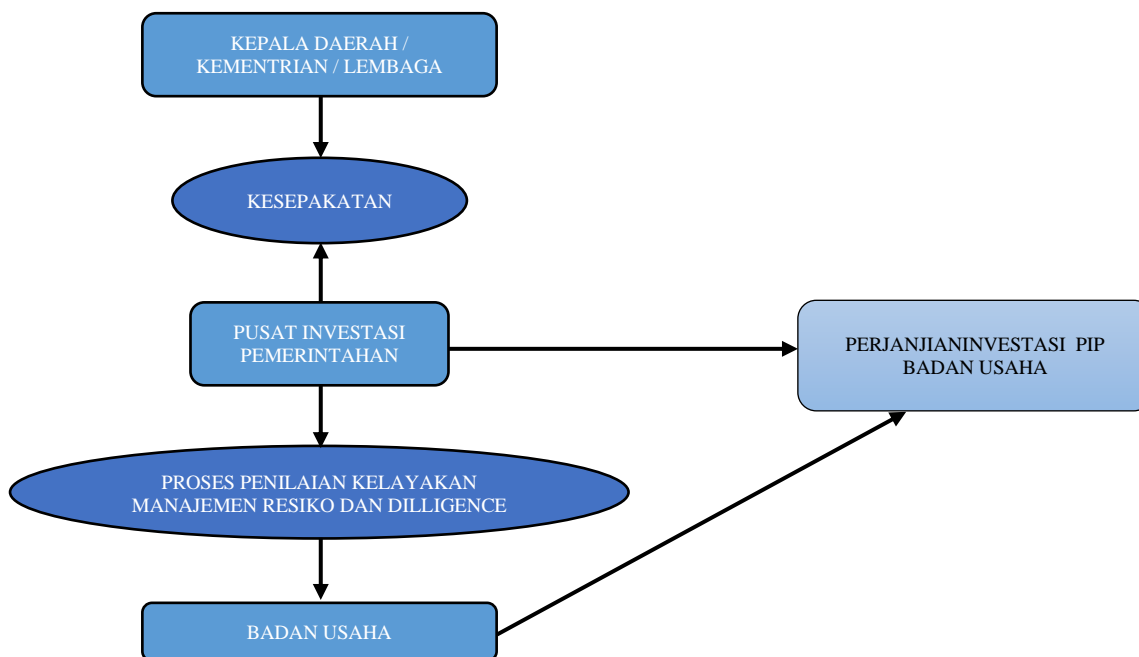 KEPALA DAERAH /
KEMENTRIAN / LEMBAGA
KESEPAKATAN
PUSAT INVESTASI
PEMERINTAHAN
PERJANJIANINVESTASI PIP
BADAN USAHA
PROSES PENILAIAN KELAYAKAN
MANAJEMEN RESIKO DAN DILLIGENCE
BADAN USAHA